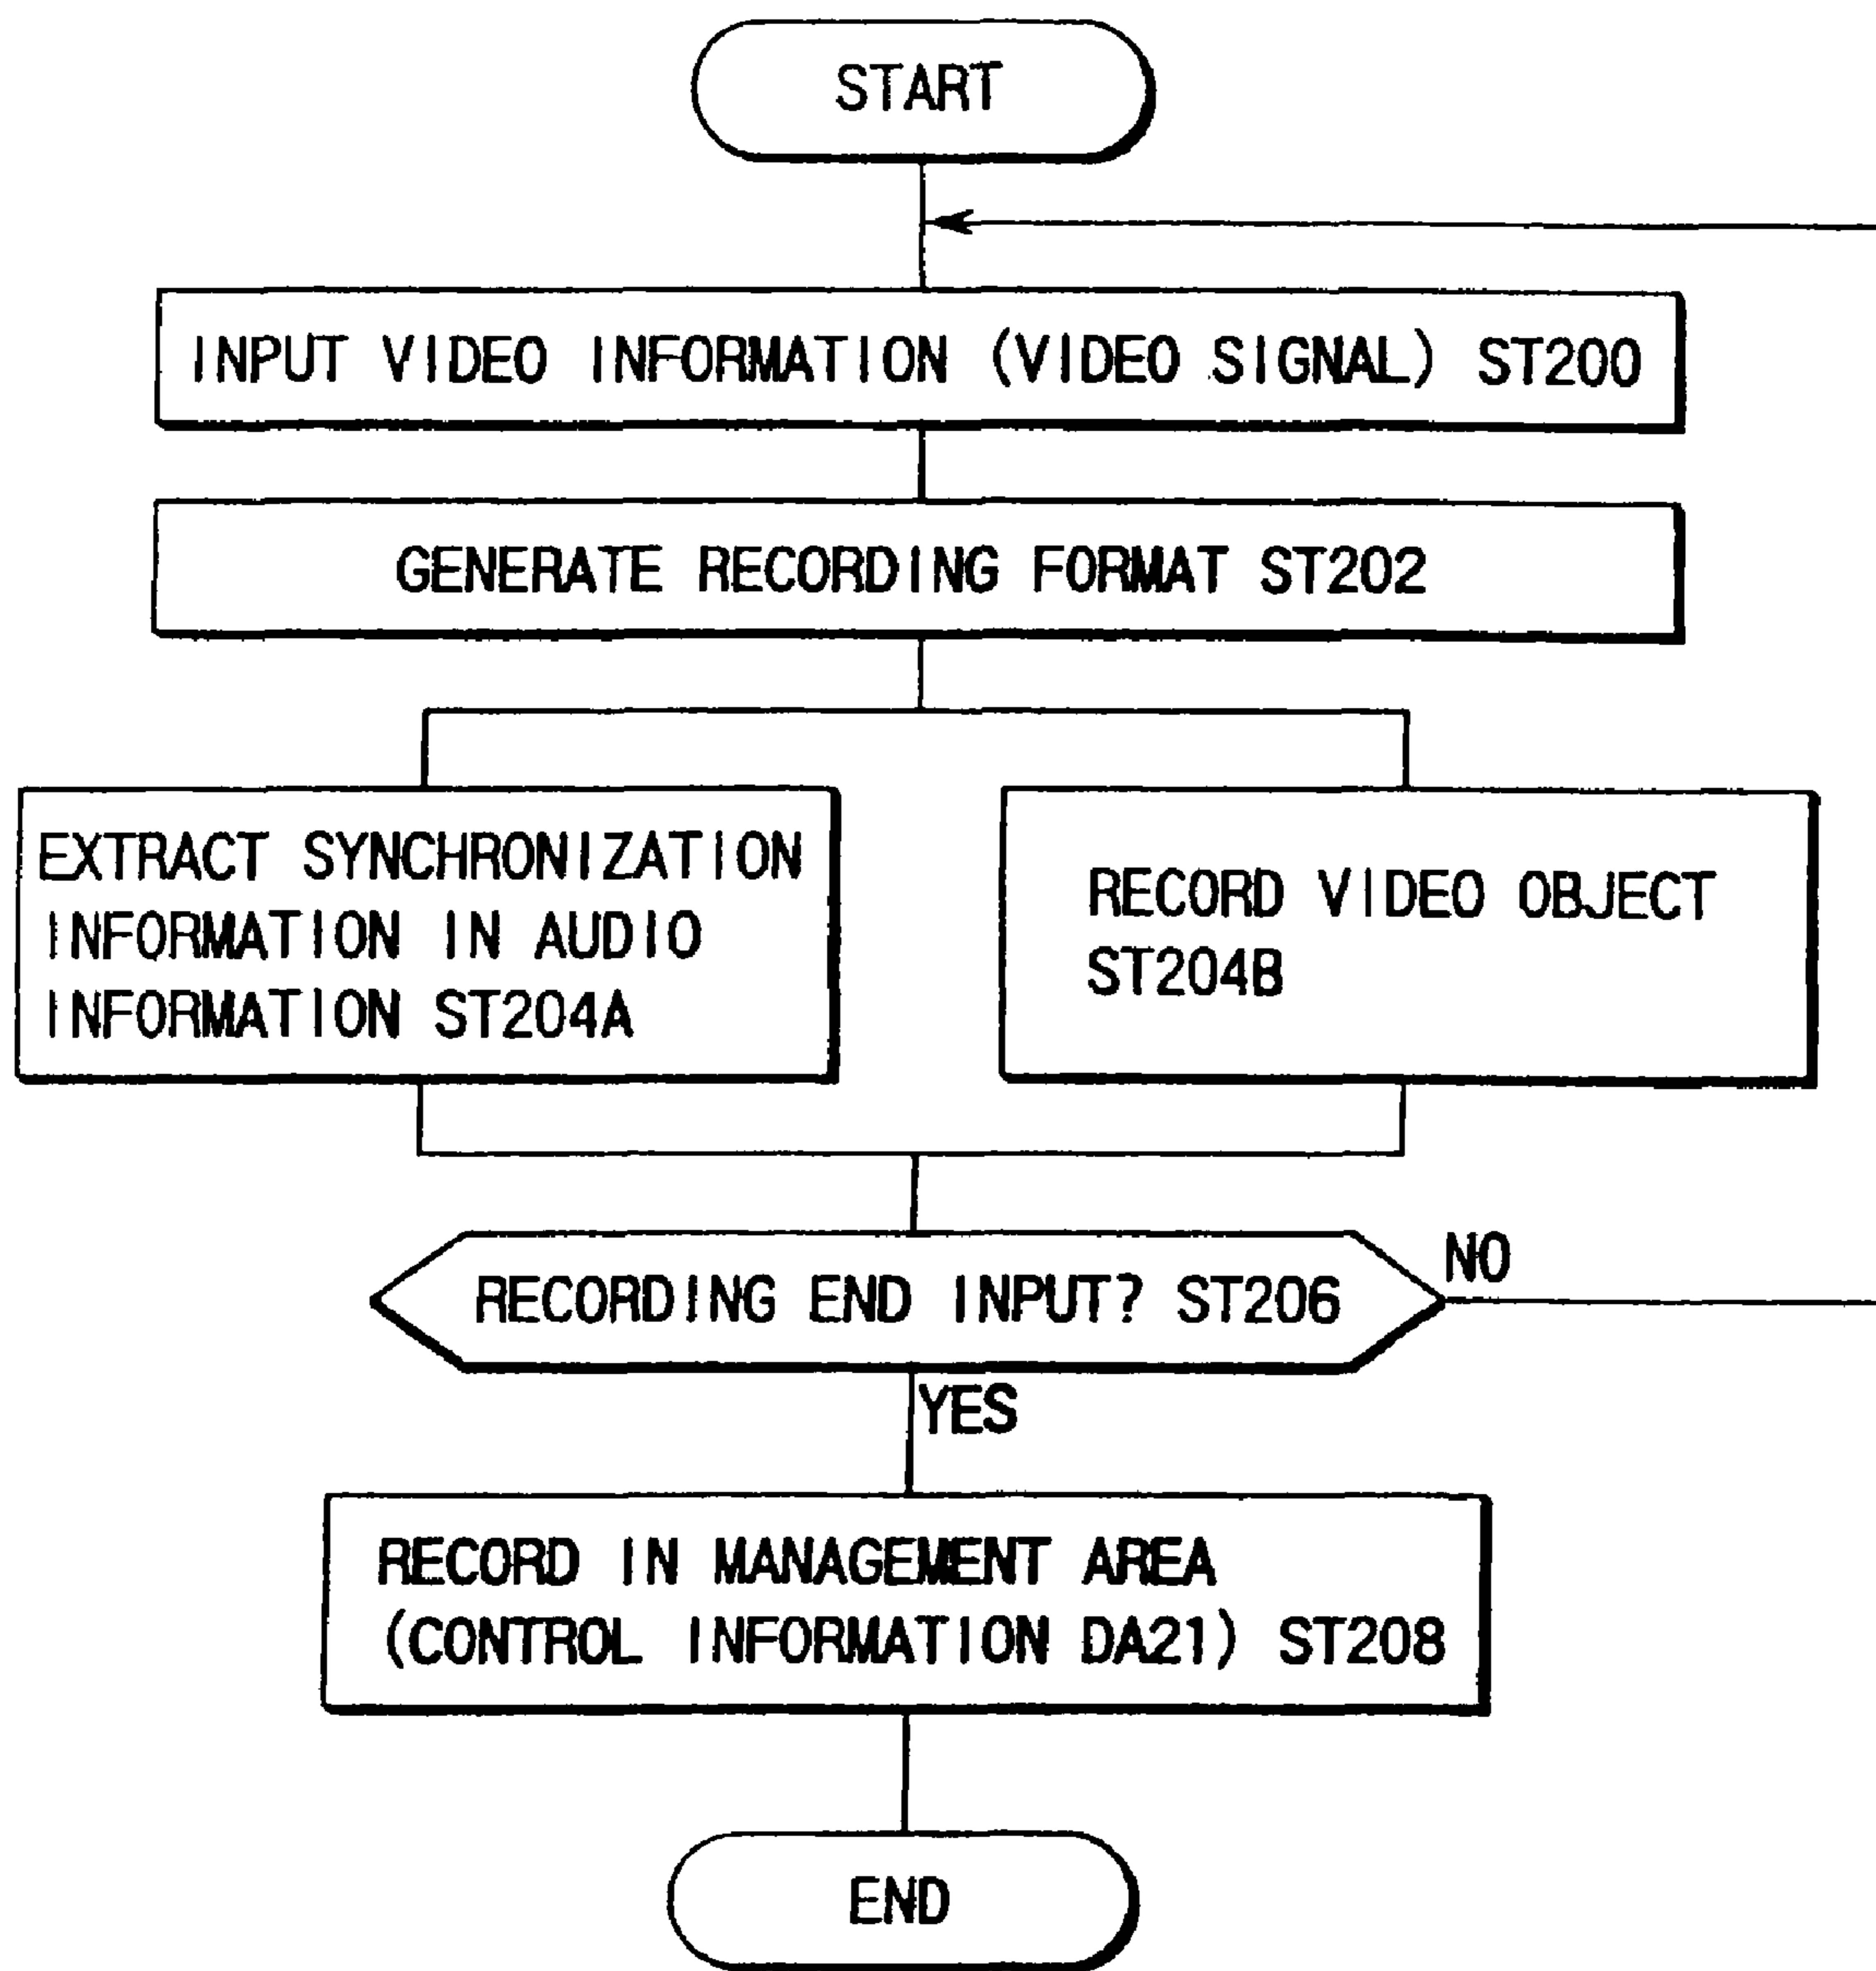 START
INPUT VIDEO INFORMATION (VIDEO SIGNAL) ST200
GENERATE RECORDING FORMAT ST202
EXTRACT SYNCHRONIZATION
INFORMATION IN AUDIO
INFORMATION ST204A
RECORD VIDEO OBJECT
ST204B
RECORDING END INPUT? ST206
NO
YES
RECORD IN MANAGEMENT AREA
(CONTROL INFORMATION DA21) ST208
END